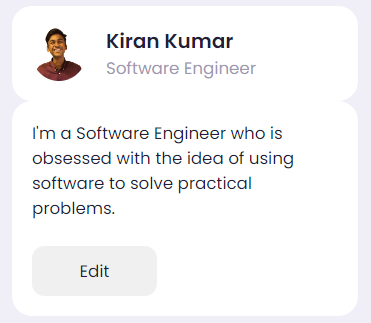 Kiran Kumar
Software Engineer
I'm a Software Engineer who is
obsessed with the idea of using
software to solve practical
problems.
Edit